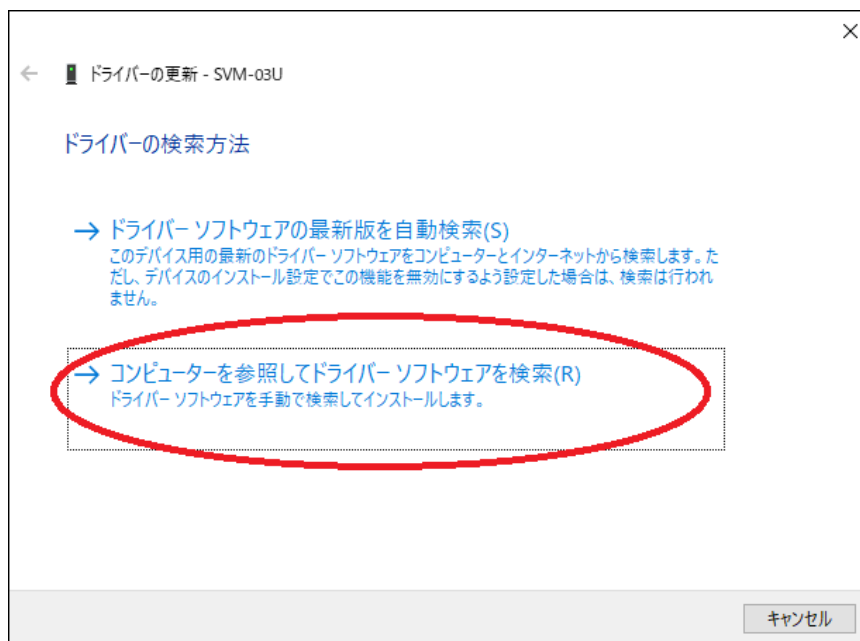 ドライバーの更新 - SVM-03U
ドライバーの検索方法
ドライバー ソフトウェアの最新版を自動検索(S)
このデバイス用の最新のドライバー ソフトウェアをコンピューターとインターネットから検索します。た
だし、デバイスのインストール設定でこの機能を無効にするよう設定した場合は、検索は行われ
ません。
コンピューターを参照してドライバー ソフトウェアを検索(R)
ドライバー ソフトウェアを手動で検索してインストールします。
キャンセル